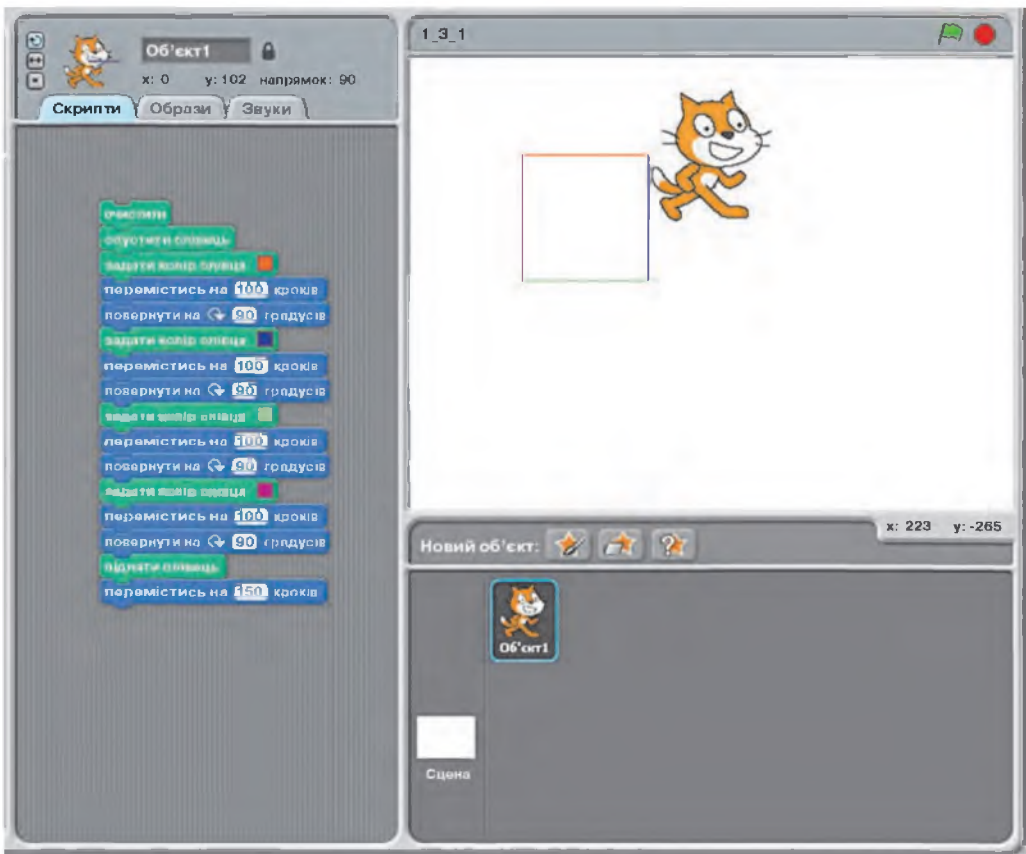 Об'єкт1
x: 0 y: 102 напрямок: 90
Скрипти Образи Звуки
очистити
опустити олівець
задати колір олівця
перемістись на 100 кроків
повернути на 90 градусів
задати колір олівця
перемістись на 100 кроків
повернути на 90 градусів
задати колір олівця
перемістись на 100 кроків
повернути на 90 градусів
задати колір олівця
перемістись на 100 кроків
повернути на 90 градусів
підняти олівець
перемістись на 150 кроків
1_3_1
x: 223 y: -265
Новий об'єкт:
Об'єкт1
Сцена